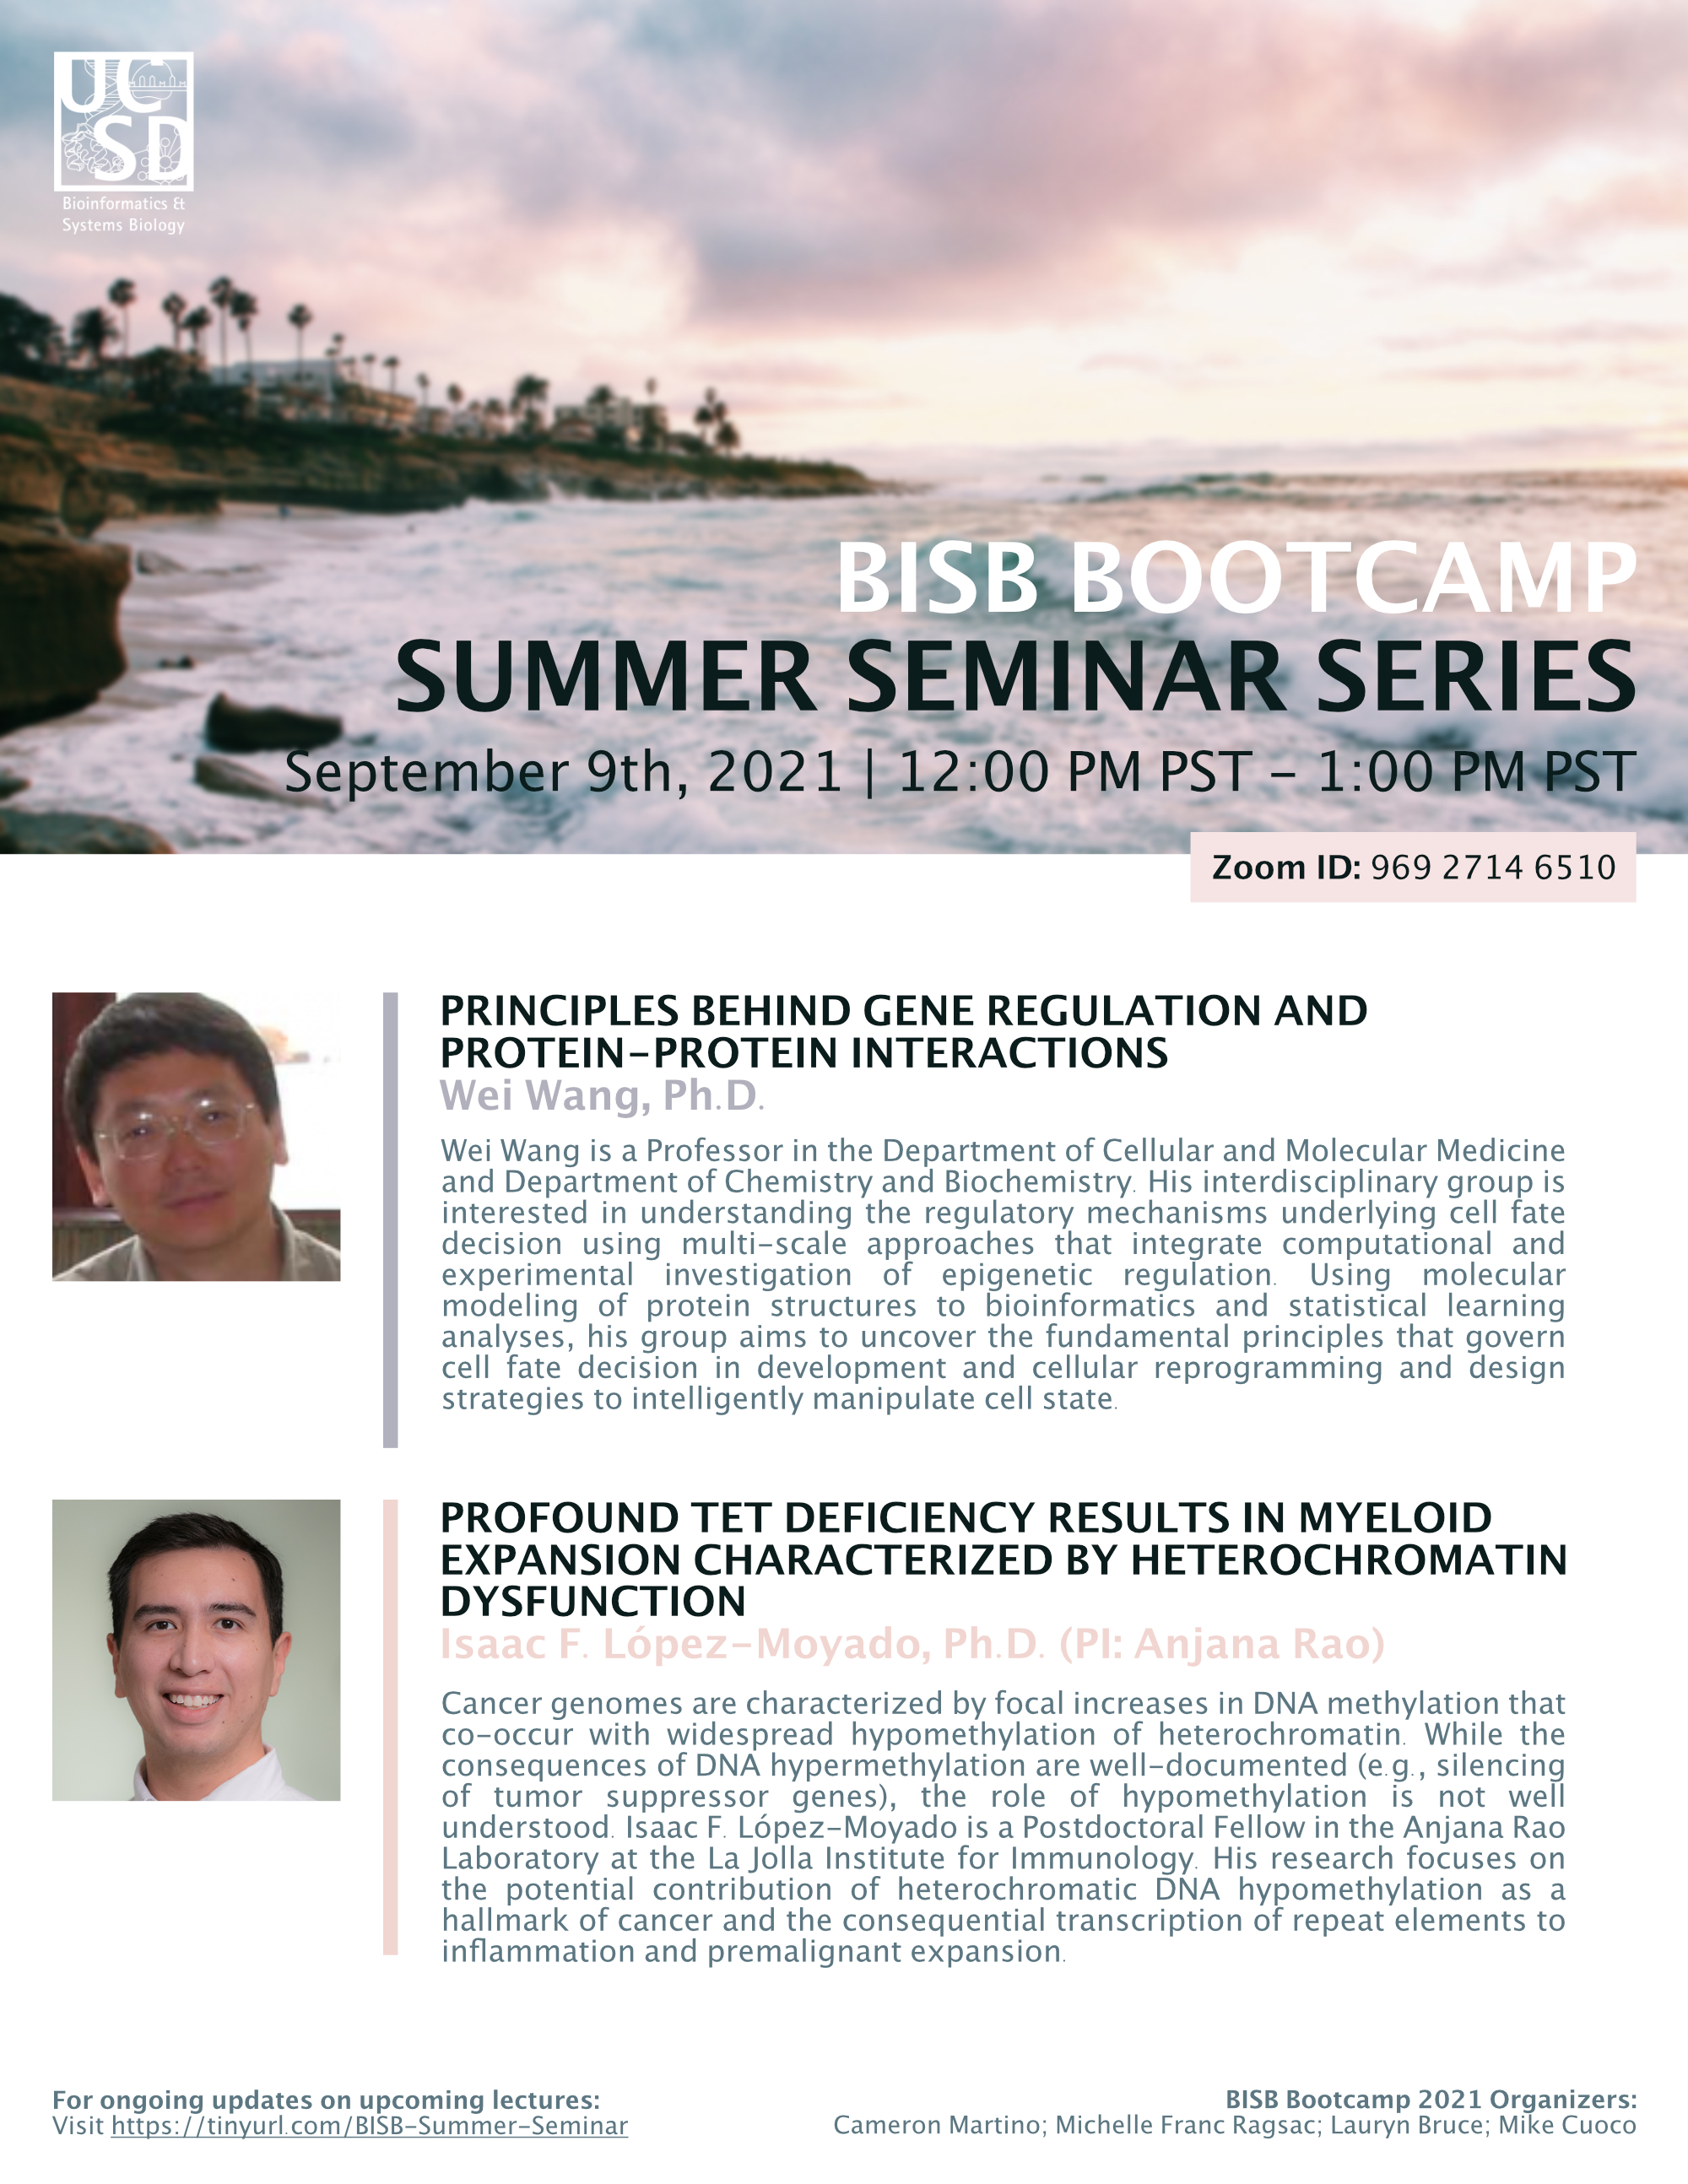 UC
SD
Bioinformatics &
Systems Biology
BISB BOOTCAMP
SUMMER SEMINAR SERIES
September 9th, 2021 | 12:00 PM PST – 1:00 PM PST
Zoom ID: 969 2714 6510
PRINCIPLES BEHIND GENE REGULATION AND
PROTEIN–PROTEIN INTERACTIONS
Wei Wang, Ph.D.
Wei Wang is a Professor in the Department of Cellular and Molecular Medicine
and Department of Chemistry and Biochemistry. His interdisciplinary group is
interested in understanding the regulatory mechanisms underlying cell fate
decision using multi–scale approaches that integrate computational and
experimental investigation of epigenetic regulation. Using molecular
modeling of protein structures to bioinformatics and statistical learning
analyses, his group aims to uncover the fundamental principles that govern
cell fate decision in development and cellular reprogramming and design
strategies to intelligently manipulate cell state.
PROFOUND TET DEFICIENCY RESULTS IN MYELOID
EXPANSION CHARACTERIZED BY HETEROCHROMATIN
DYSFUNCTION
Isaac F. López–Moyado, Ph.D. (PI: Anjana Rao)
Cancer genomes are characterized by focal increases in DNA methylation that
co–occur with widespread hypomethylation of heterochromatin. While the
consequences of DNA hypermethylation are well–documented (e.g., silencing
of tumor suppressor genes), the role of hypomethylation is not well
understood. Isaac F. López–Moyado is a Postdoctoral Fellow in the Anjana Rao
Laboratory at the La Jolla Institute for Immunology. His research focuses on
the potential contribution of heterochromatic DNA hypomethylation as a
hallmark of cancer and the consequential transcription of repeat elements to
inflammation and premalignant expansion.
For ongoing updates on upcoming lectures:
Visit https://tinyurl.com/BISB–Summer–Seminar
BISB Bootcamp 2021 Organizers:
Cameron Martino; Michelle Franc Ragsac; Lauryn Bruce; Mike Cuoco